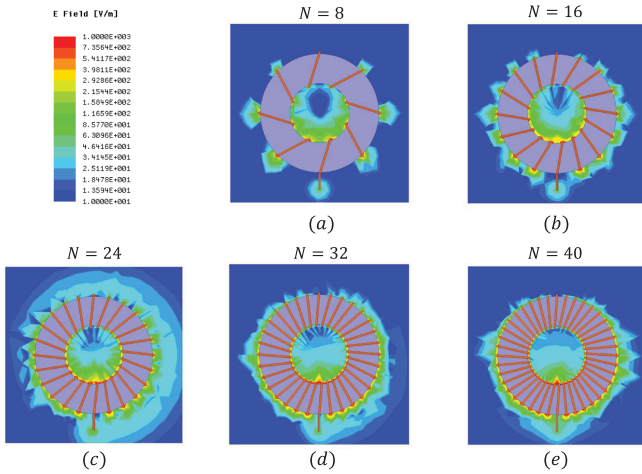 E Field [V/m]
1.0000E+003
7.3564E+002
5.4117E+002
3.9811E+002
2.9286E+002
2.1544E+002
1.5849E+002
1.1659E+002
8.5770E+001
6.3096E+001
4.6416E+001
3.4145E+001
2.5119E+001
1.8478E+001
1.3594E+001
1.0000E+001
N = 8
N = 16
(a)
(b)
N = 24
N = 32
N = 40
(c)
(d)
(e)